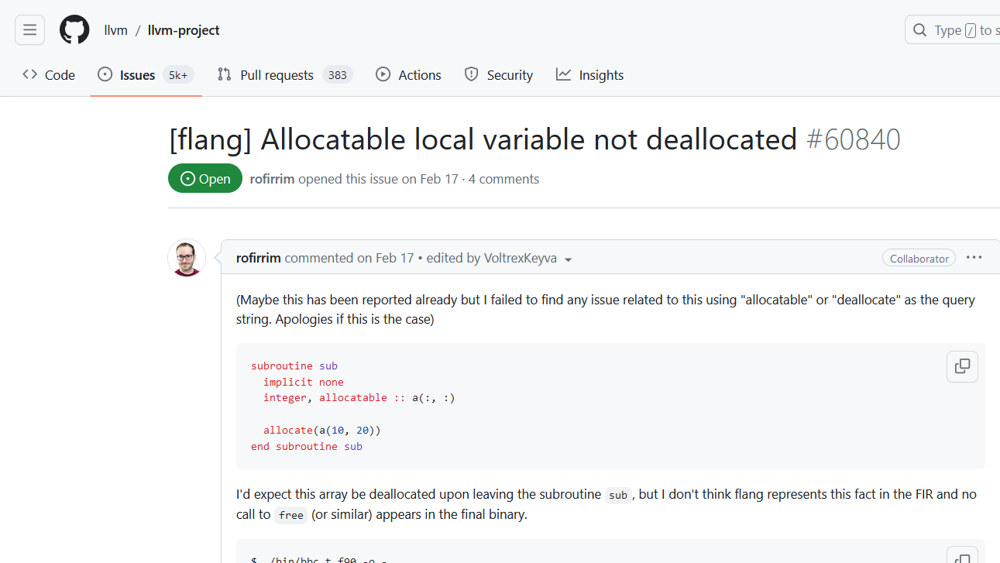 llvm / llvm-project
Type / to s
Code Issues 5k+ Pull requests 383 Actions Security Insights
[flang] Allocatable local variable not deallocated #60840
Open rofirrim opened this issue on Feb 17 · 4 comments
rofirrim commented on Feb 17 • edited by VoltrexKeyva
Collaborator
(Maybe this has been reported already but I failed to find any issue related to this using "allocatable" or "deallocate" as the query
string. Apologies if this is the case)
subroutine sub
  implicit none
  integer, allocatable :: a(:, :)
  allocate(a(10, 20))
end subroutine sub
I'd expect this array be deallocated upon leaving the subroutine sub, but I don't think flang represents this fact in the FIR and no
call to free (or similar) appears in the final binary.
$ ./bin/bbc t.f90 -o -